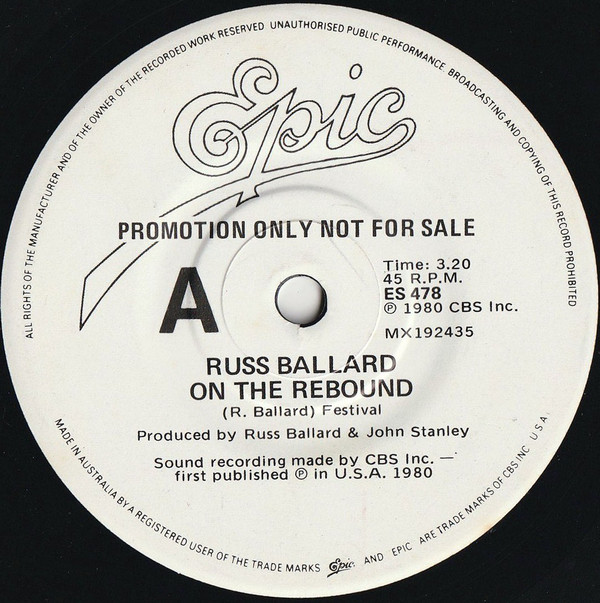 ALL RIGHTS OF THE MANUFACTURER AND OF THE OWNER OF THE RECORDED WORK RESERVED UNAUTHORISED PUBLIC PERFORMANCE BROADCASTING AND COPYING OF THIS RECORD PROHIBITED
Epic
PROMOTION ONLY NOT FOR SALE
A
Time: 3.20
45 R.P.M.
ES 478
℗ 1980 CBS Inc.
MX192435
RUSS BALLARD
ON THE REBOUND
(R. Ballard) Festival
Produced by Russ Ballard & John Stanley
Sound recording made by CBS Inc. —
first published ℗ in U.S.A. 1980
MADE IN AUSTRALIA BY A REGISTERED USER OF THE TRADE MARKS Epic AND EPIC ARE TRADE MARKS OF CBS INC U S A